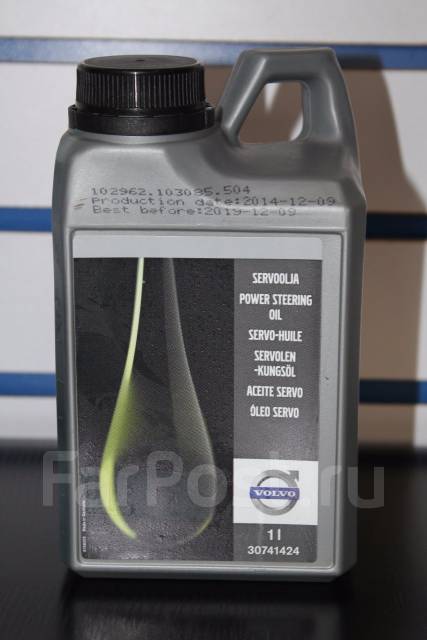 102962.103095.504
Production date:2014-12-09
Best before:2019-12-09
SERVOOLJA
POWER STEERING
OIL
SERVO-HUILE
SERVOLEN
-KUNGSÖL
ACEITE SERVO
ÓLEO SERVO
VOLVO
1 l
30741424
FarPost.ru